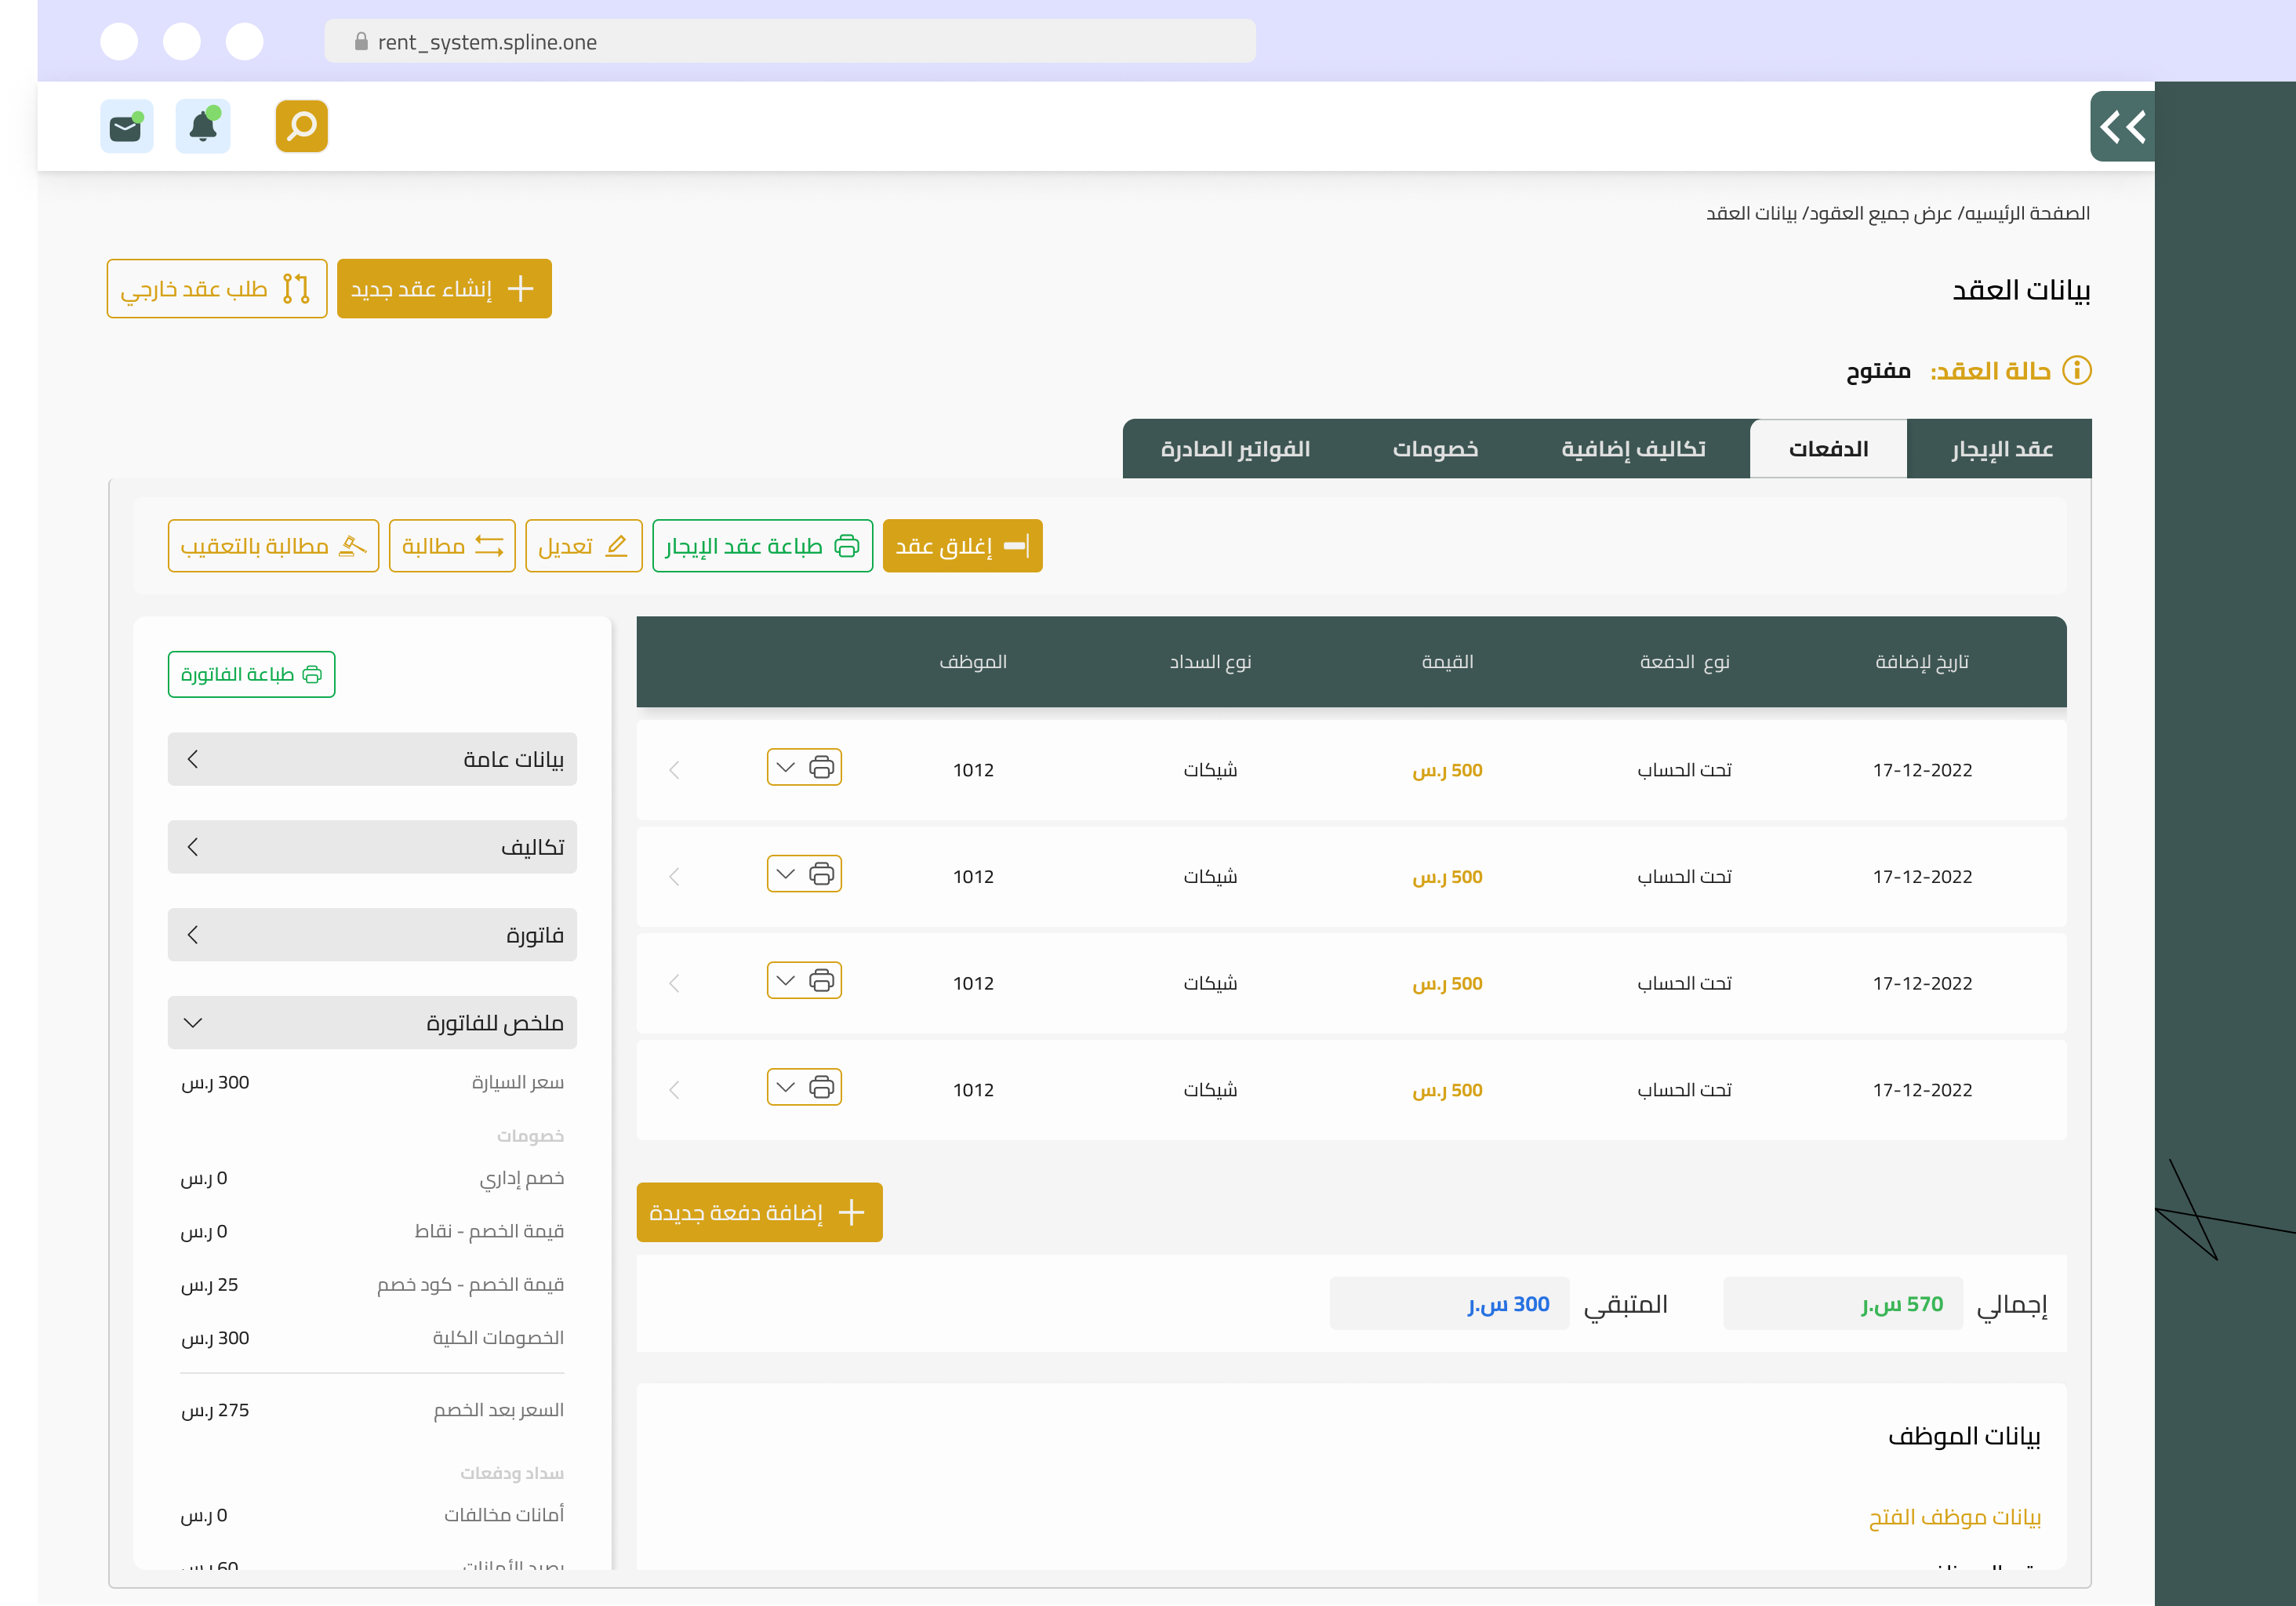 rent_system.spline.one
الصفحة الرئيسيه/ عرض جميع العقود/ بيانات العقد
بيانات العقد
إنشاء عقد جديد
طلب عقد خارجي
حالة العقد: مفتوح
عقد الإيجار
الدفعات
تكاليف إضافية
خصومات
الفواتير الصادرة
إغلاق عقد
طباعة عقد الإيجار
تعديل
مطالبة
مطالبة بالتعقيب
تاريخ لإضافة
نوع الدفعة
القيمة
نوع السداد
الموظف
17-12-2022
تحت الحساب
500 ر.س
شيكات
1012
17-12-2022
تحت الحساب
500 ر.س
شيكات
1012
17-12-2022
تحت الحساب
500 ر.س
شيكات
1012
17-12-2022
تحت الحساب
500 ر.س
شيكات
1012
إضافة دفعة جديدة
إجمالي
570 س.ر
المتبقي
300 س.ر
بيانات الموظف
بيانات موظف الفتح
طباعة الفاتورة
بيانات عامة
تكاليف
فاتورة
ملخص للفاتورة
سعر السيارة
300 ر.س
خصومات
خصم إداري
0 ر.س
قيمة الخصم - نقاط
0 ر.س
قيمة الخصم - كود خصم
25 ر.س
الخصومات الكلية
300 ر.س
السعر بعد الخصم
275 ر.س
سداد ودفعات
أمانات مخالفات
0 ر.س